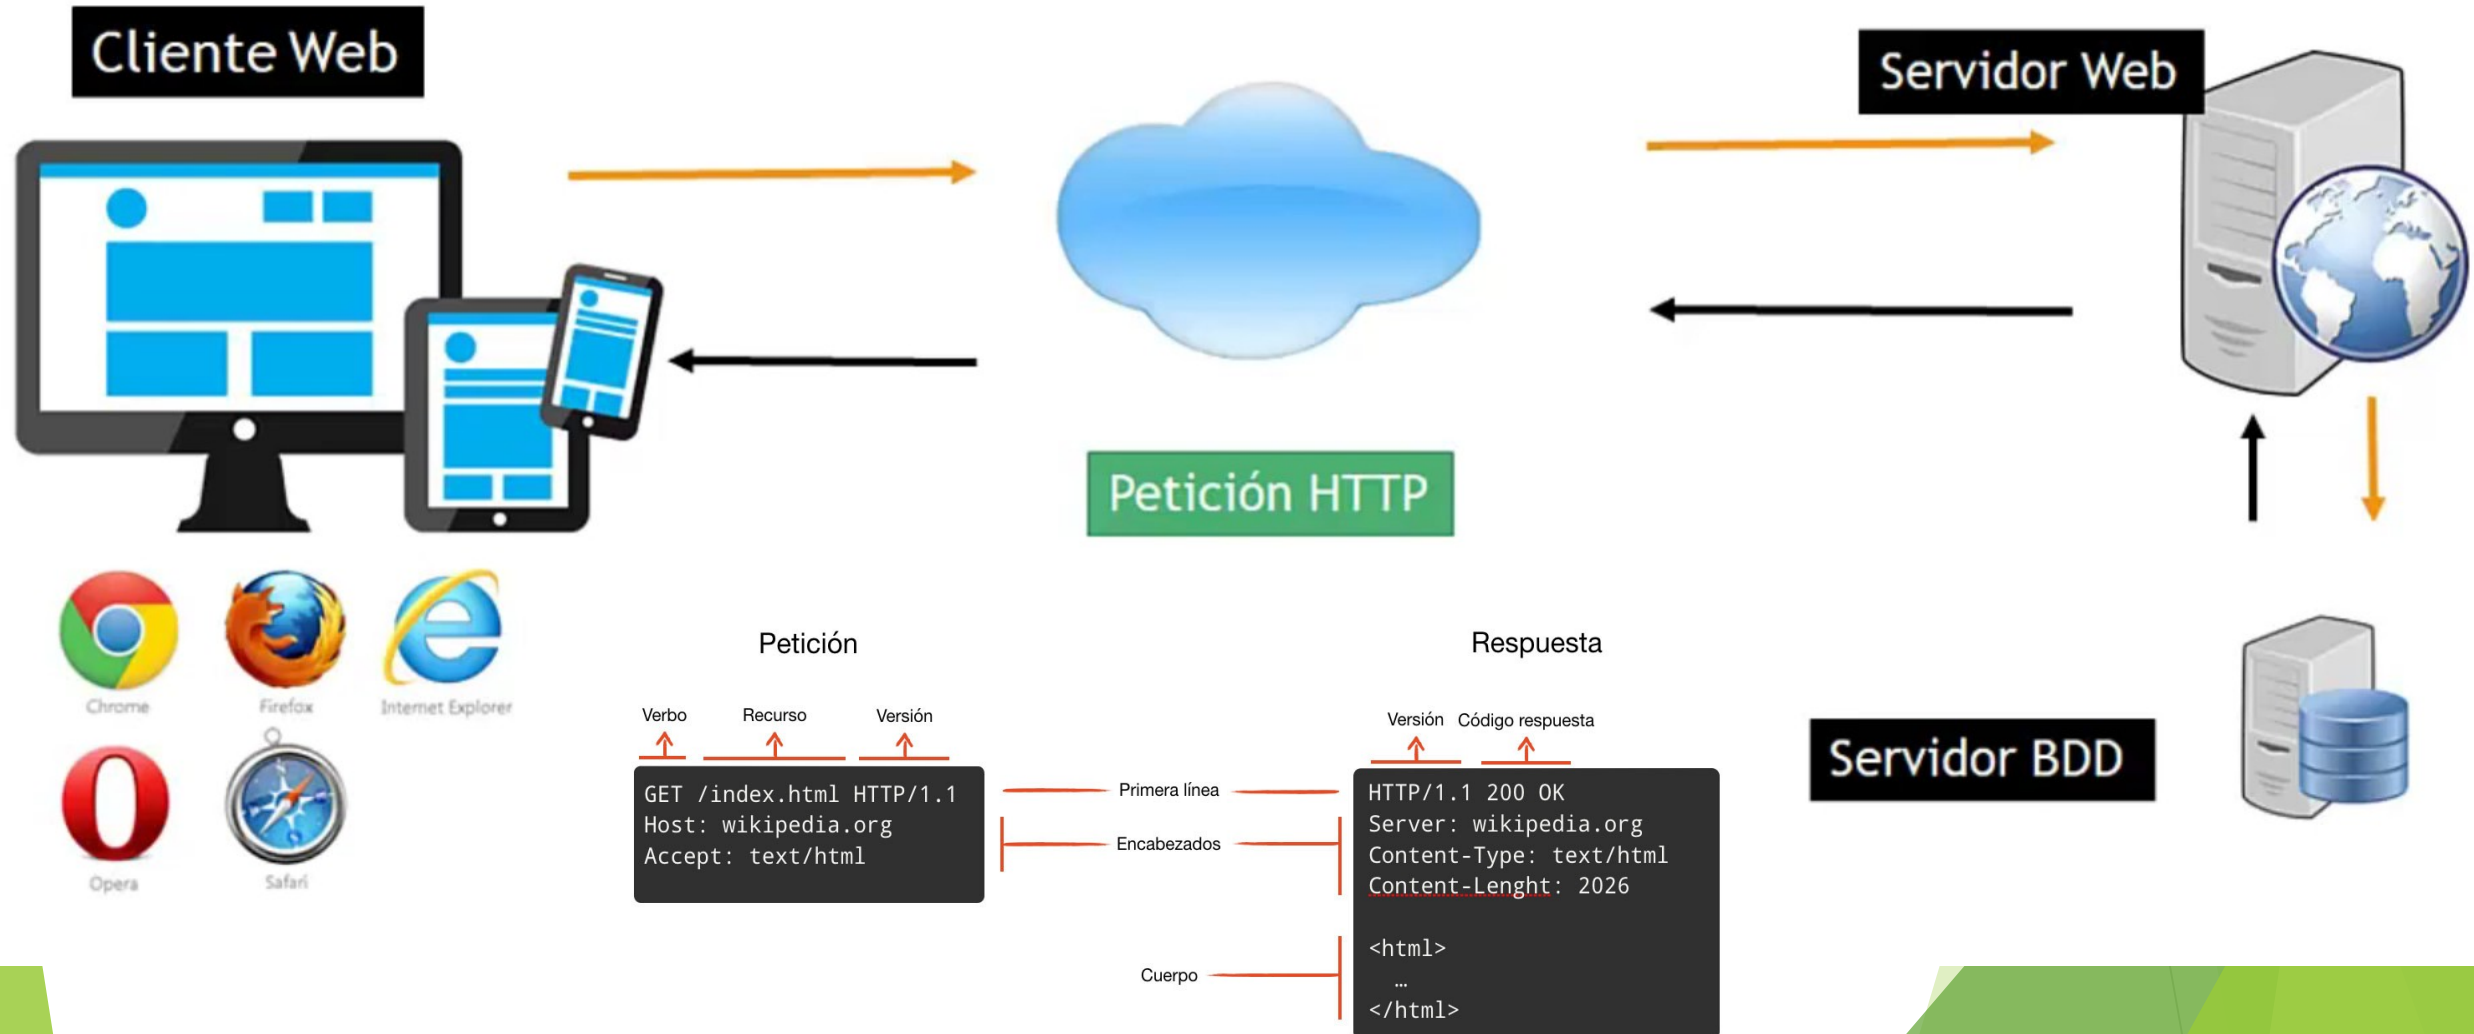 Cliente Web
Servidor Web
Petición HTTP
Chrome
Firefox
Internet Explorer
Opera
Safari
Petición
Verbo
Recurso
Versión
GET /index.html HTTP/1.1
Host: wikipedia.org
Accept: text/html
Primera línea
Encabezados
Cuerpo
Respuesta
Versión
Código respuesta
HTTP/1.1 200 OK
Server: wikipedia.org
Content-Type: text/html
Content-Lenght: 2026
<html>
…
</html>
Servidor BDD